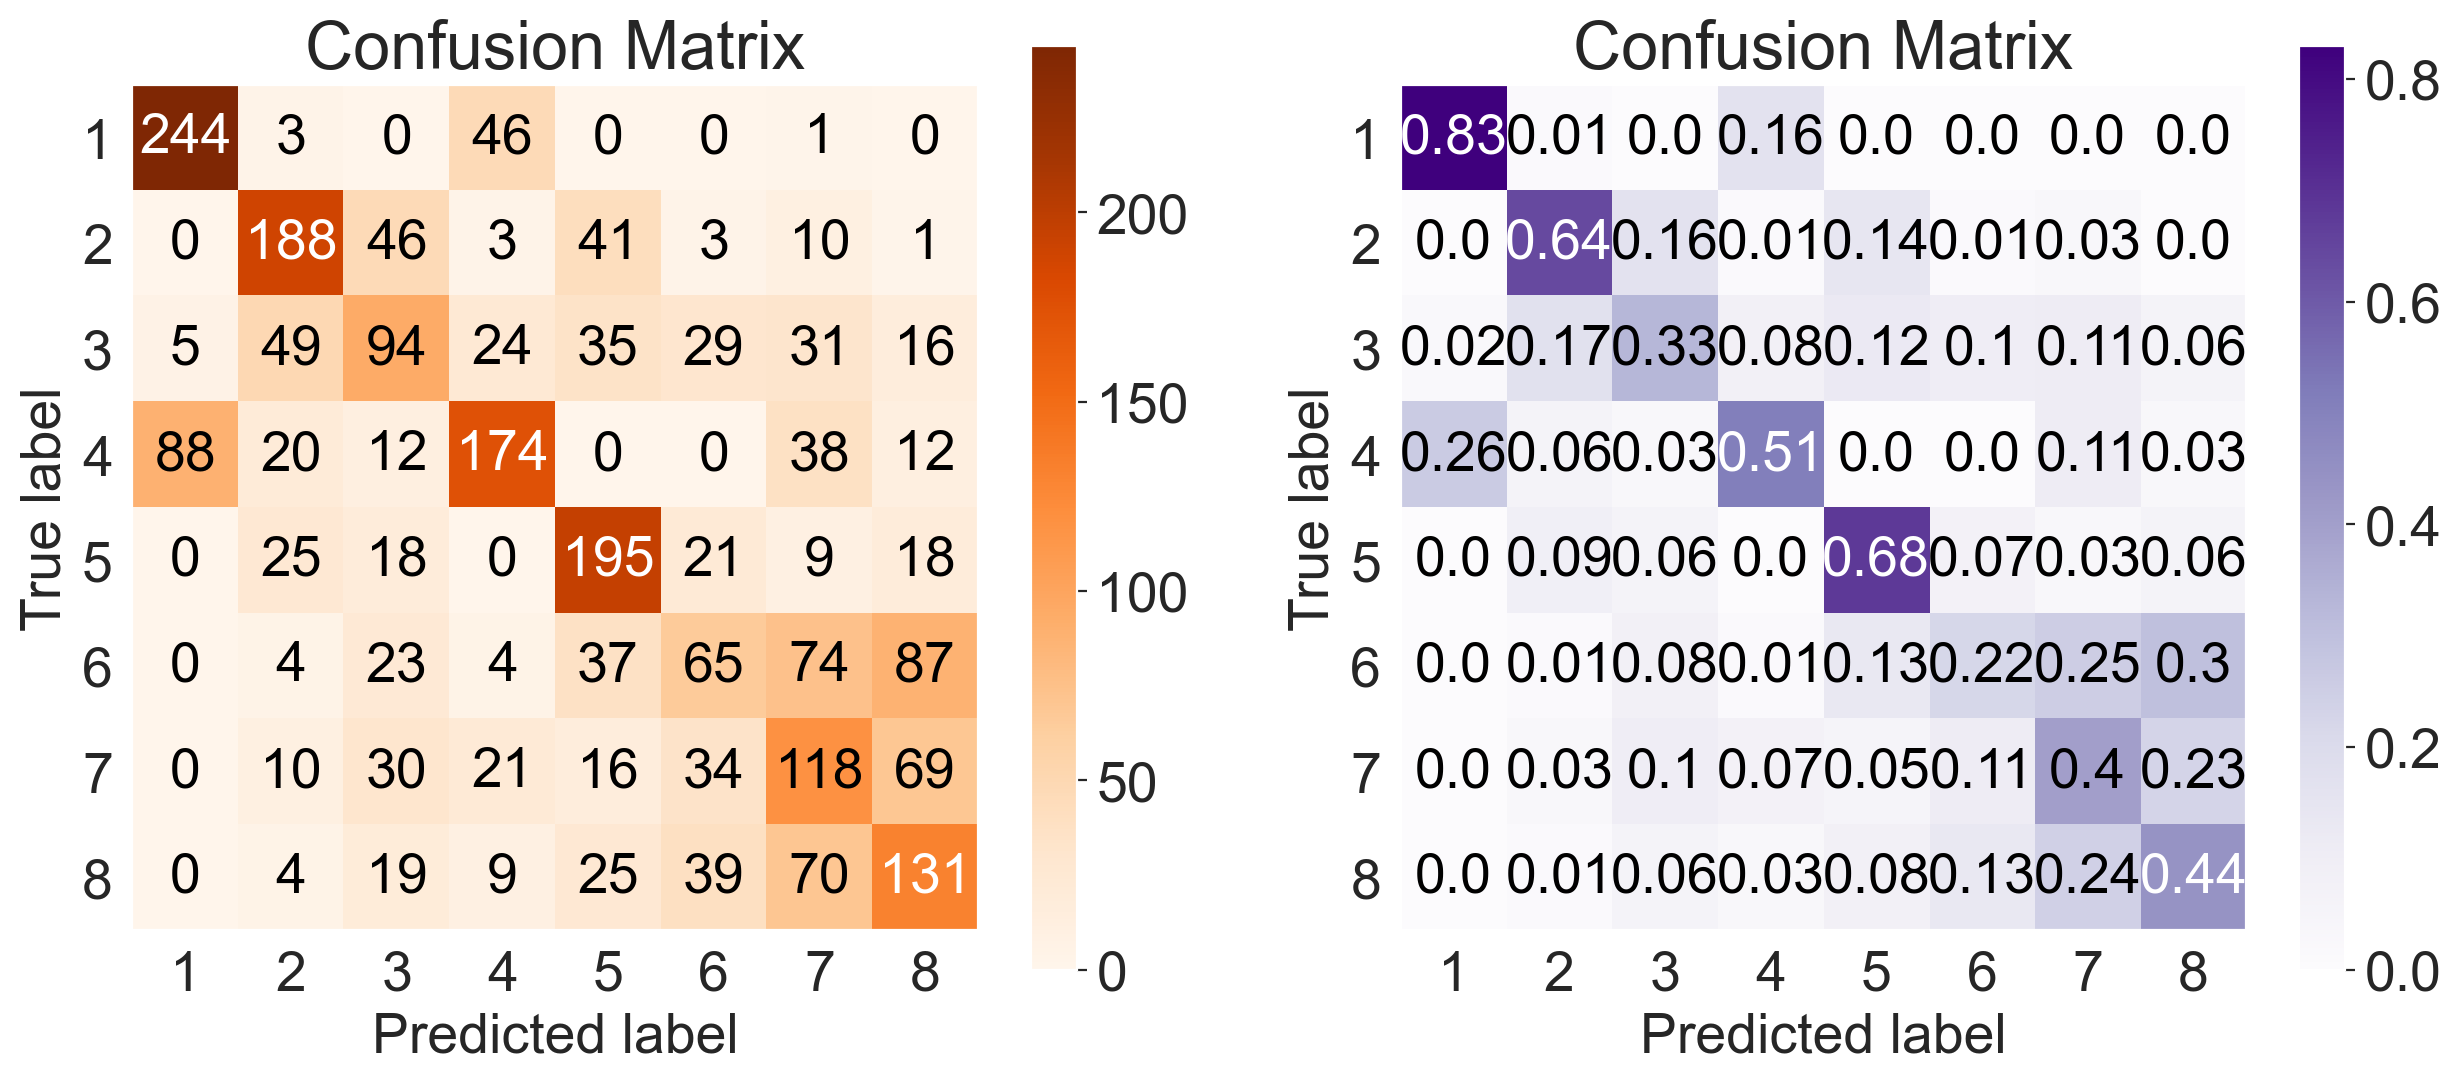 Confusion Matrix
1 244 3 0 46 0 0 1 0
2 0 188 46 3 41 3 10 1
3 5 49 94 24 35 29 31 16
4 88 20 12 174 0 0 38 12
5 0 25 18 0 195 21 9 18
6 0 4 23 4 37 65 74 87
7 0 10 30 21 16 34 118 69
8 0 4 19 9 25 39 70 131
1 2 3 4 5 6 7 8
Predicted label
True label
200
150
100
50
0
Confusion Matrix
1 0.83 0.01 0.0 0.16 0.0 0.0 0.0 0.0
2 0.0 0.64 0.16 0.01 0.14 0.01 0.03 0.0
3 0.02 0.17 0.33 0.08 0.12 0.1 0.11 0.06
4 0.26 0.06 0.03 0.51 0.0 0.0 0.11 0.03
5 0.0 0.09 0.06 0.0 0.68 0.07 0.03 0.06
6 0.0 0.01 0.08 0.01 0.13 0.22 0.25 0.3
7 0.0 0.03 0.1 0.07 0.05 0.11 0.4 0.23
8 0.0 0.01 0.06 0.03 0.08 0.13 0.24 0.44
1 2 3 4 5 6 7 8
Predicted label
True label
0.8
0.6
0.4
0.2
0.0